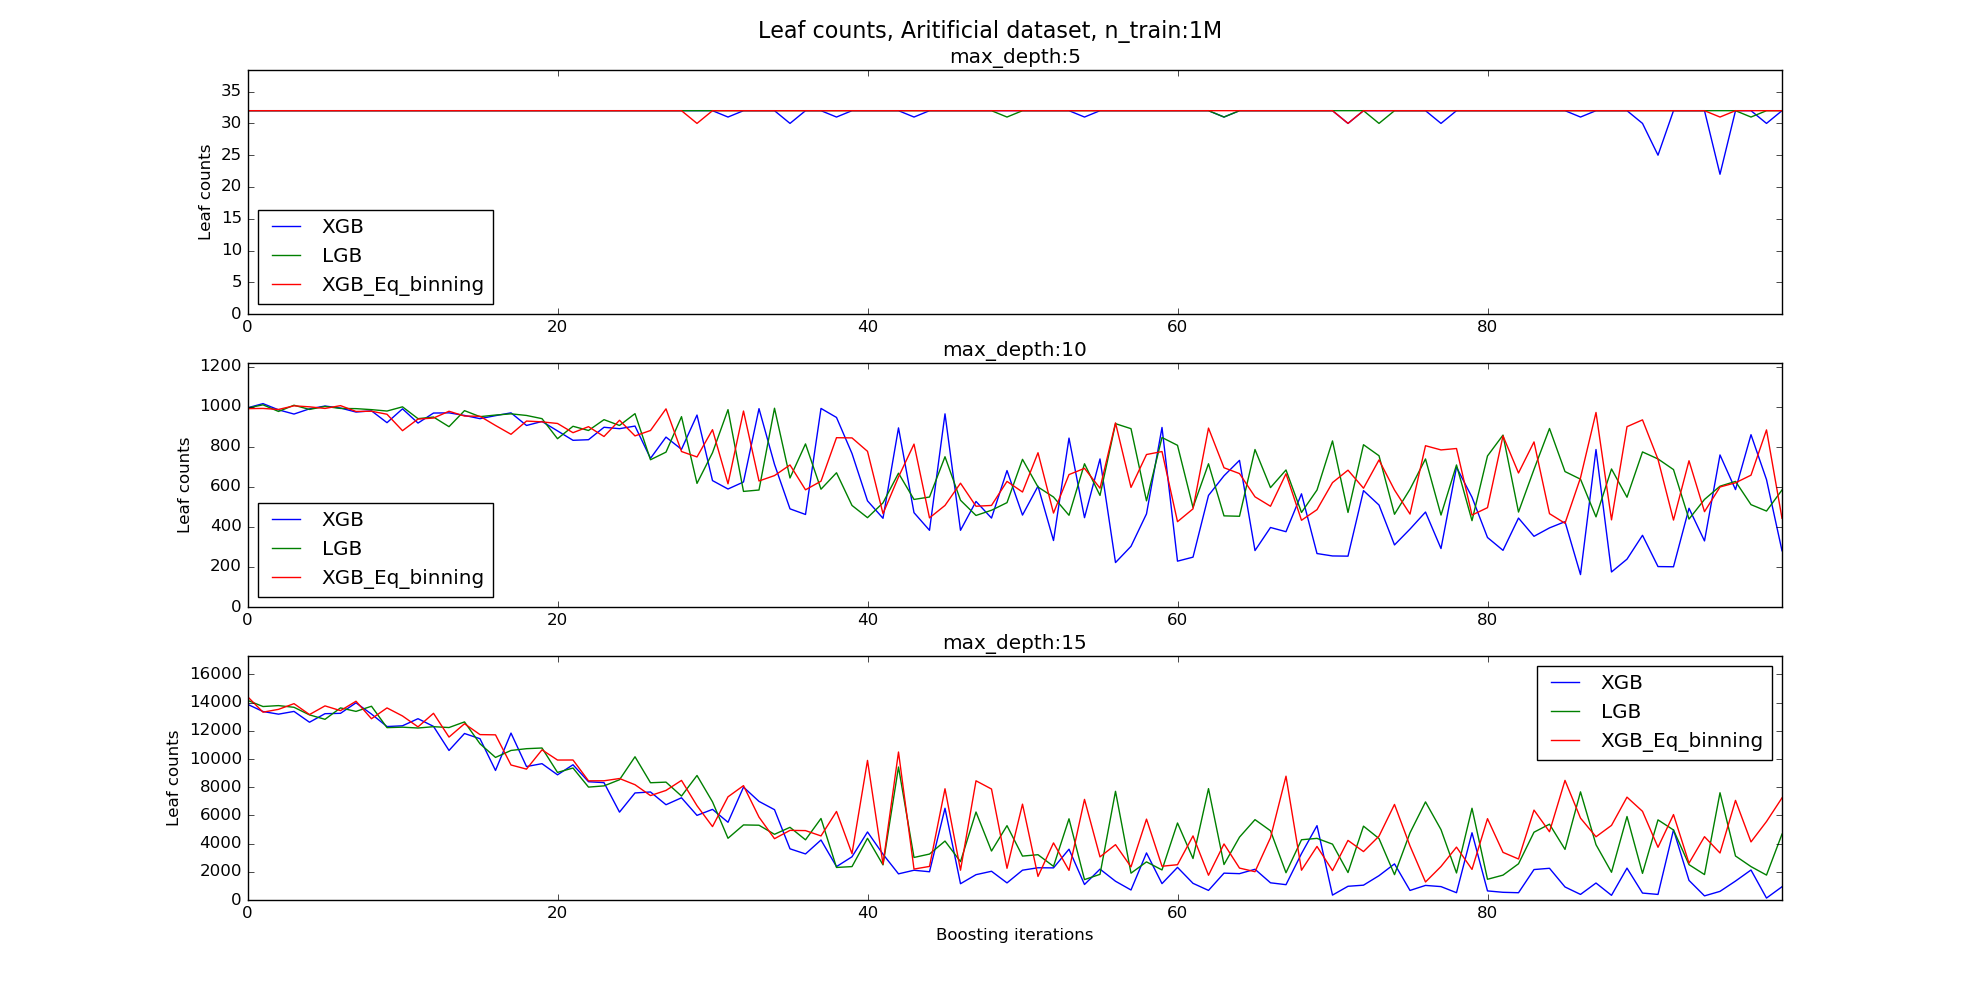 Leaf counts, Aritificial dataset, n_train:1M
max_depth:5
35
30
25
20
15
10
5
0
Leaf counts
XGB
LGB
XGB_Eq_binning
0 20 40 60 80
max_depth:10
1200
1000
800
600
400
200
0
Leaf counts
XGB
LGB
XGB_Eq_binning
0 20 40 60 80
max_depth:15
16000
14000
12000
10000
8000
6000
4000
2000
0
Leaf counts
XGB
LGB
XGB_Eq_binning
0 20 40 60 80
Boosting iterations